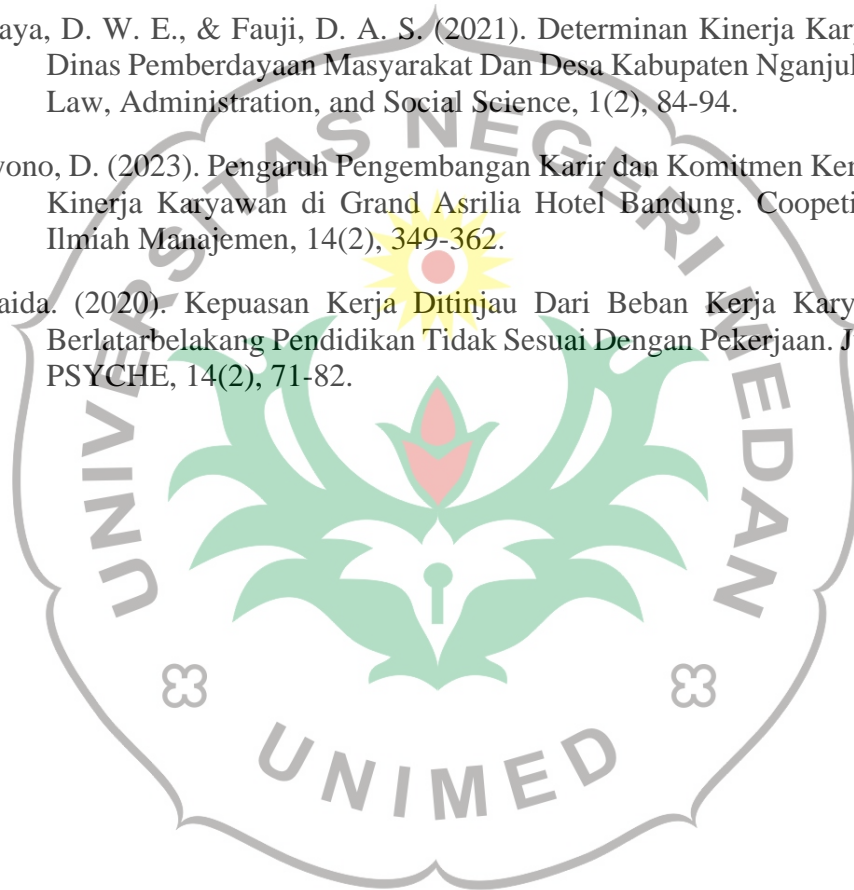 aya, D. W. E., & Fauji, D. A. S. (2021). Determinan Kinerja Kary
Dinas Pemberdayaan Masyarakat Dan Desa Kabupaten Nganjuk
Law, Administration, and Social Science, 1(2), 84-94.
yono, D. (2023). Pengaruh Pengembangan Karir dan Komitmen Ker
Kinerja Karyawan di Grand Asrilia Hotel Bandung. Coopeti
Ilmiah Manajemen, 14(2), 349-362.
aida. (2020). Kepuasan Kerja Ditinjau Dari Beban Kerja Kary
Berlatarbelakang Pendidikan Tidak Sesuai Dengan Pekerjaan. J
PSYCHE, 14(2), 71-82.
UNIVERSITAS NEGERI MEDAN
UNIMED